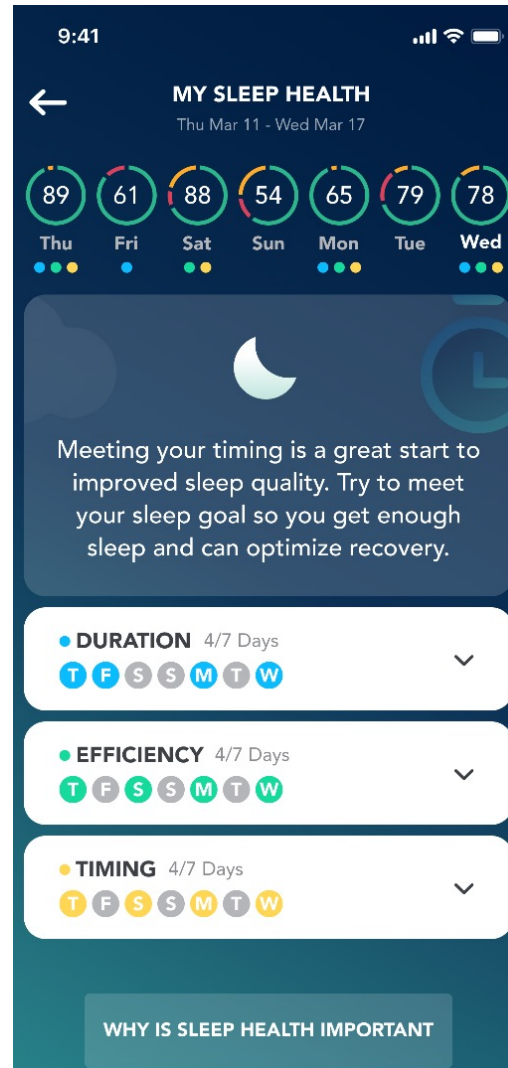 9:41
MY SLEEP HEALTH
Thu Mar 11 - Wed Mar 17
89 61 88 54 65 79 78
Thu Fri Sat Sun Mon Tue Wed
Meeting your timing is a great start to
improved sleep quality. Try to meet
your sleep goal so you get enough
sleep and can optimize recovery.
DURATION 4/7 Days
T F S S M T W
EFFICIENCY 4/7 Days
T F S S M T W
TIMING 4/7 Days
T F S S M T W
WHY IS SLEEP HEALTH IMPORTANT